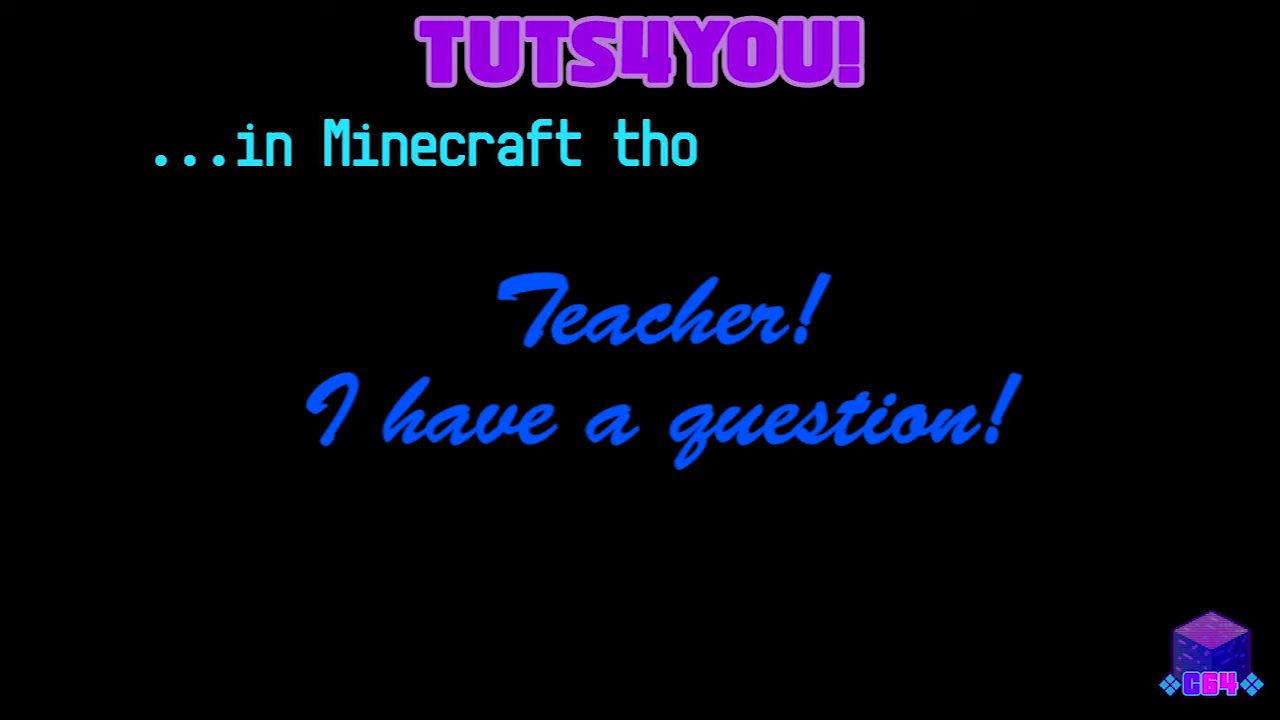 TUTS4YOU!
...in Minecraft tho
Teacher!
I have a question!
C64